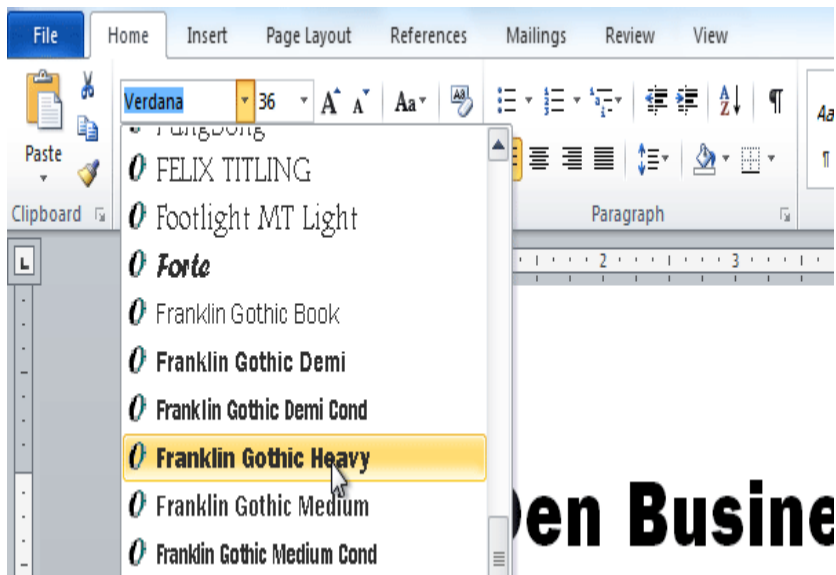 File Home Insert Page Layout References Mailings Review View
Verdana 36 A A Aa
Paste
Clipboard Paragraph
2 3
FangSong
FELIX TITLING
Footlight MT Light
Forte
Franklin Gothic Book
Franklin Gothic Demi
Franklin Gothic Demi Cond
Franklin Gothic Heavy
Franklin Gothic Medium
Franklin Gothic Medium Cond
en Busine